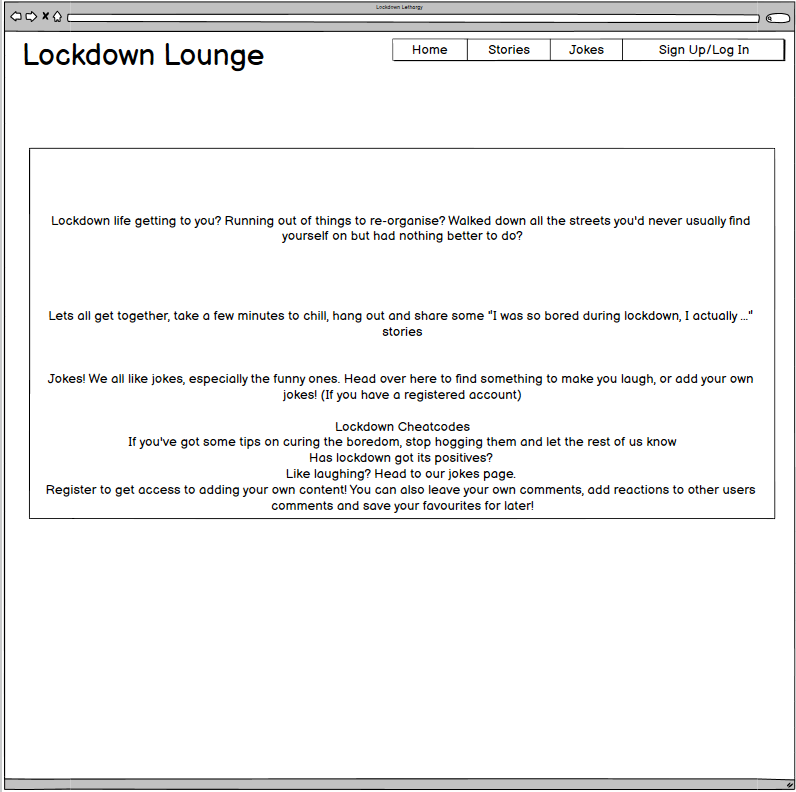 Lockdown Lethargy
Lockdown Lounge
Home Stories Jokes Sign Up/Log In
Lockdown life getting to you? Running out of things to re-organise? Walked down all the streets you'd never usually find
yourself on but had nothing better to do?
Lets all get together, take a few minutes to chill, hang out and share some "I was so bored during lockdown, I actually ..."
stories
Jokes! We all like jokes, especially the funny ones. Head over here to find something to make you laugh, or add your own
jokes! (If you have a registered account)
Lockdown Cheatcodes
If you've got some tips on curing the boredom, stop hogging them and let the rest of us know
Has lockdown got its positives?
Like laughing? Head to our jokes page.
Register to get access to adding your own content! You can also leave your own comments, add reactions to other users
comments and save your favourites for later!